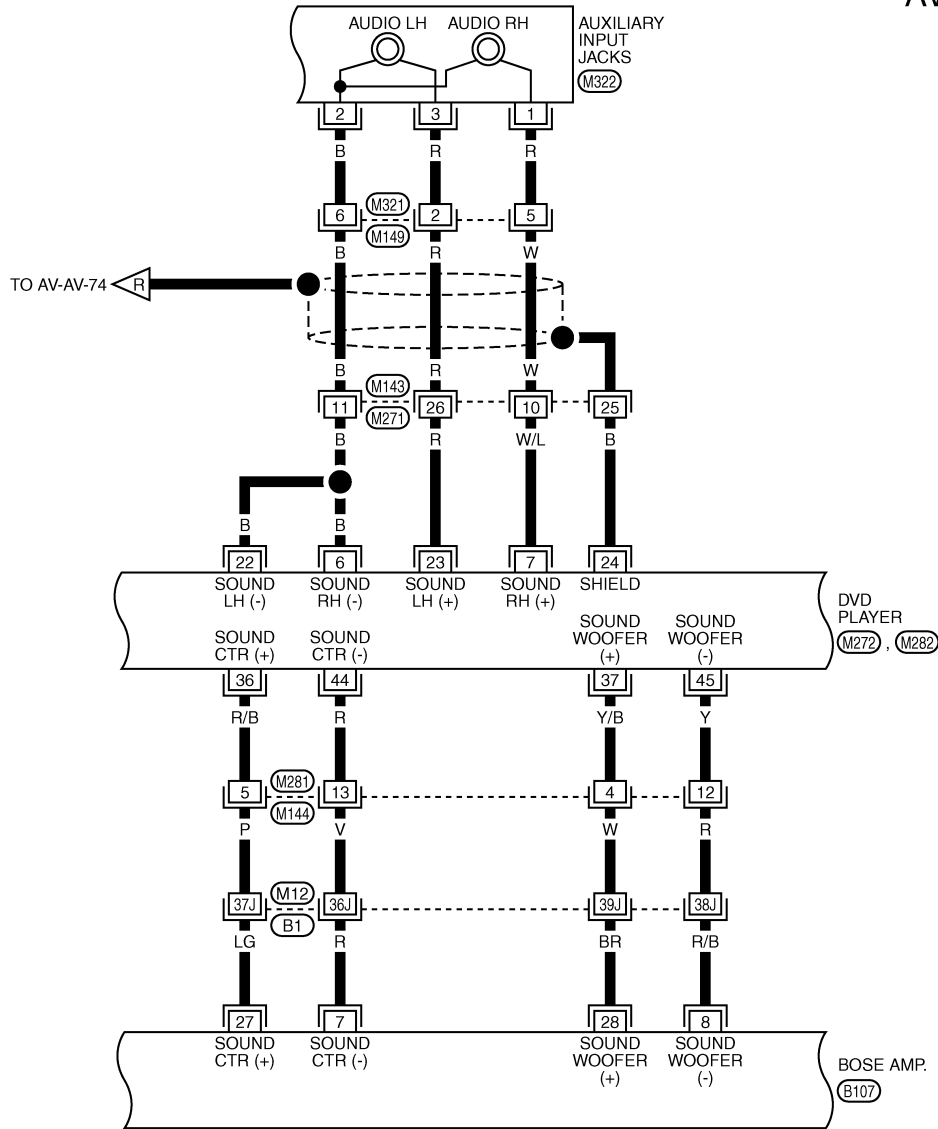 AV
AUDIO LH AUDIO RH
AUXILIARY
INPUT
JACKS
M322
2 3 1
B R R
M321
6 2 5
M149
B R W
TO AV-AV-74 R
B R W
M143
11 26 10 25
M271
B R W/L B
B B
22 6 23 7 24
SOUND LH (-) SOUND RH (-) SOUND LH (+) SOUND RH (+) SHIELD
DVD
PLAYER
M272 , M282
SOUND CTR (+) SOUND CTR (-) SOUND WOOFER (+) SOUND WOOFER (-)
36 44 37 45
R/B R Y/B Y
M281
5 13 4 12
M144
P V W R
M12
37J 36J 39J 38J
B1
LG R BR R/B
27 7 28 8
SOUND CTR (+) SOUND CTR (-) SOUND WOOFER (+) SOUND WOOFER (-)
BOSE AMP.
B107